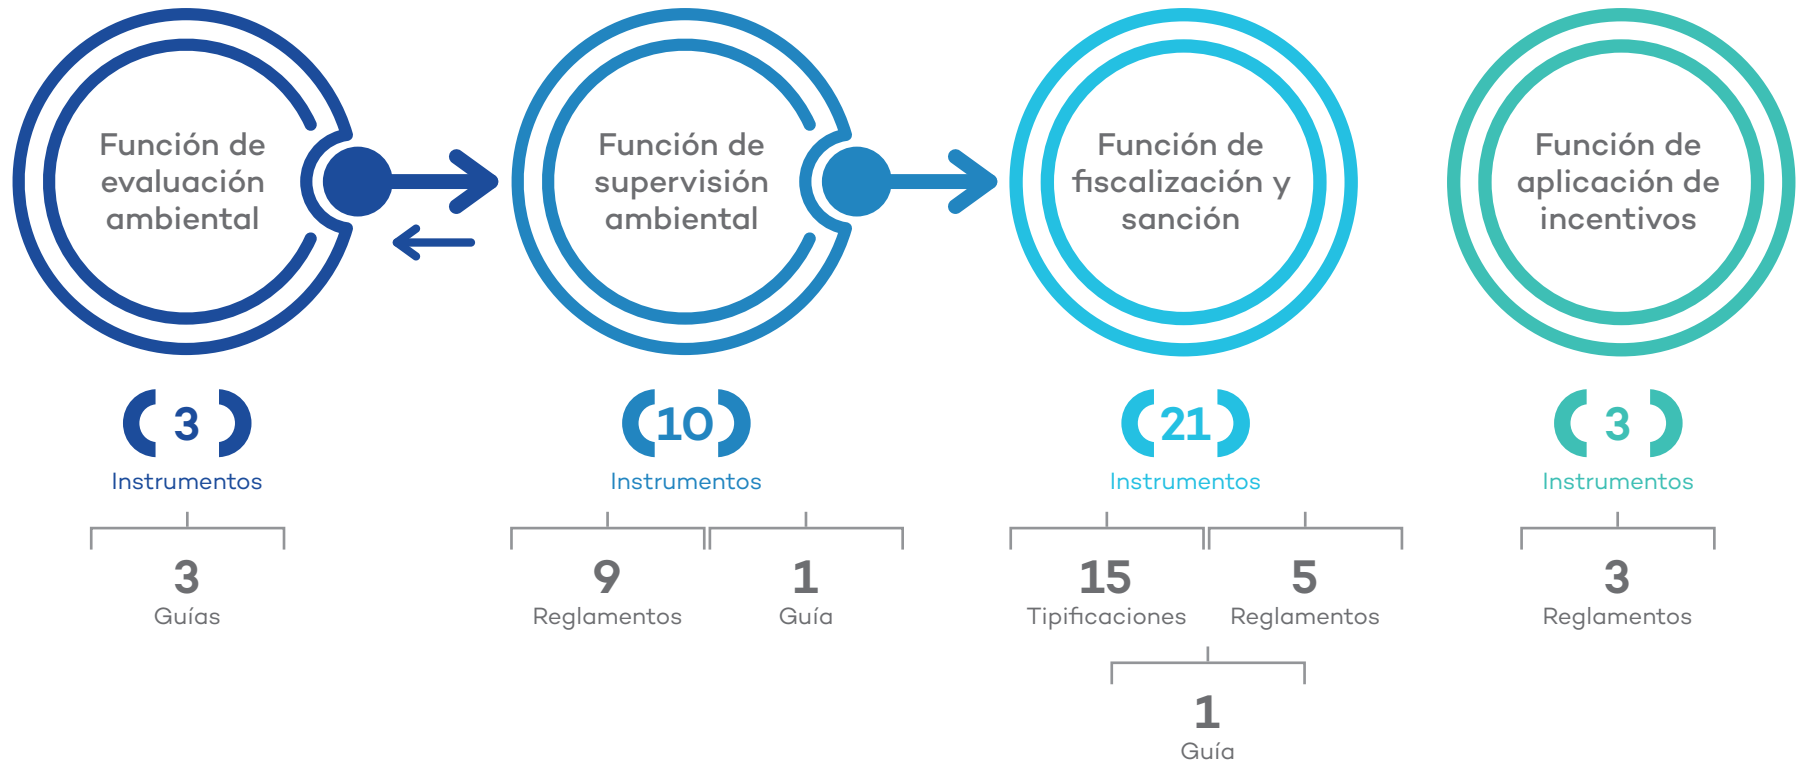 Función de
evaluación
ambiental
Función de
supervisión
ambiental
Función de
fiscalización y
sanción
Función de
aplicación de
incentivos
3
Instrumentos
10
Instrumentos
21
Instrumentos
3
Instrumentos
3
Guías
9
Reglamentos
1
Guía
15
Tipificaciones
5
Reglamentos
3
Reglamentos
1
Guía